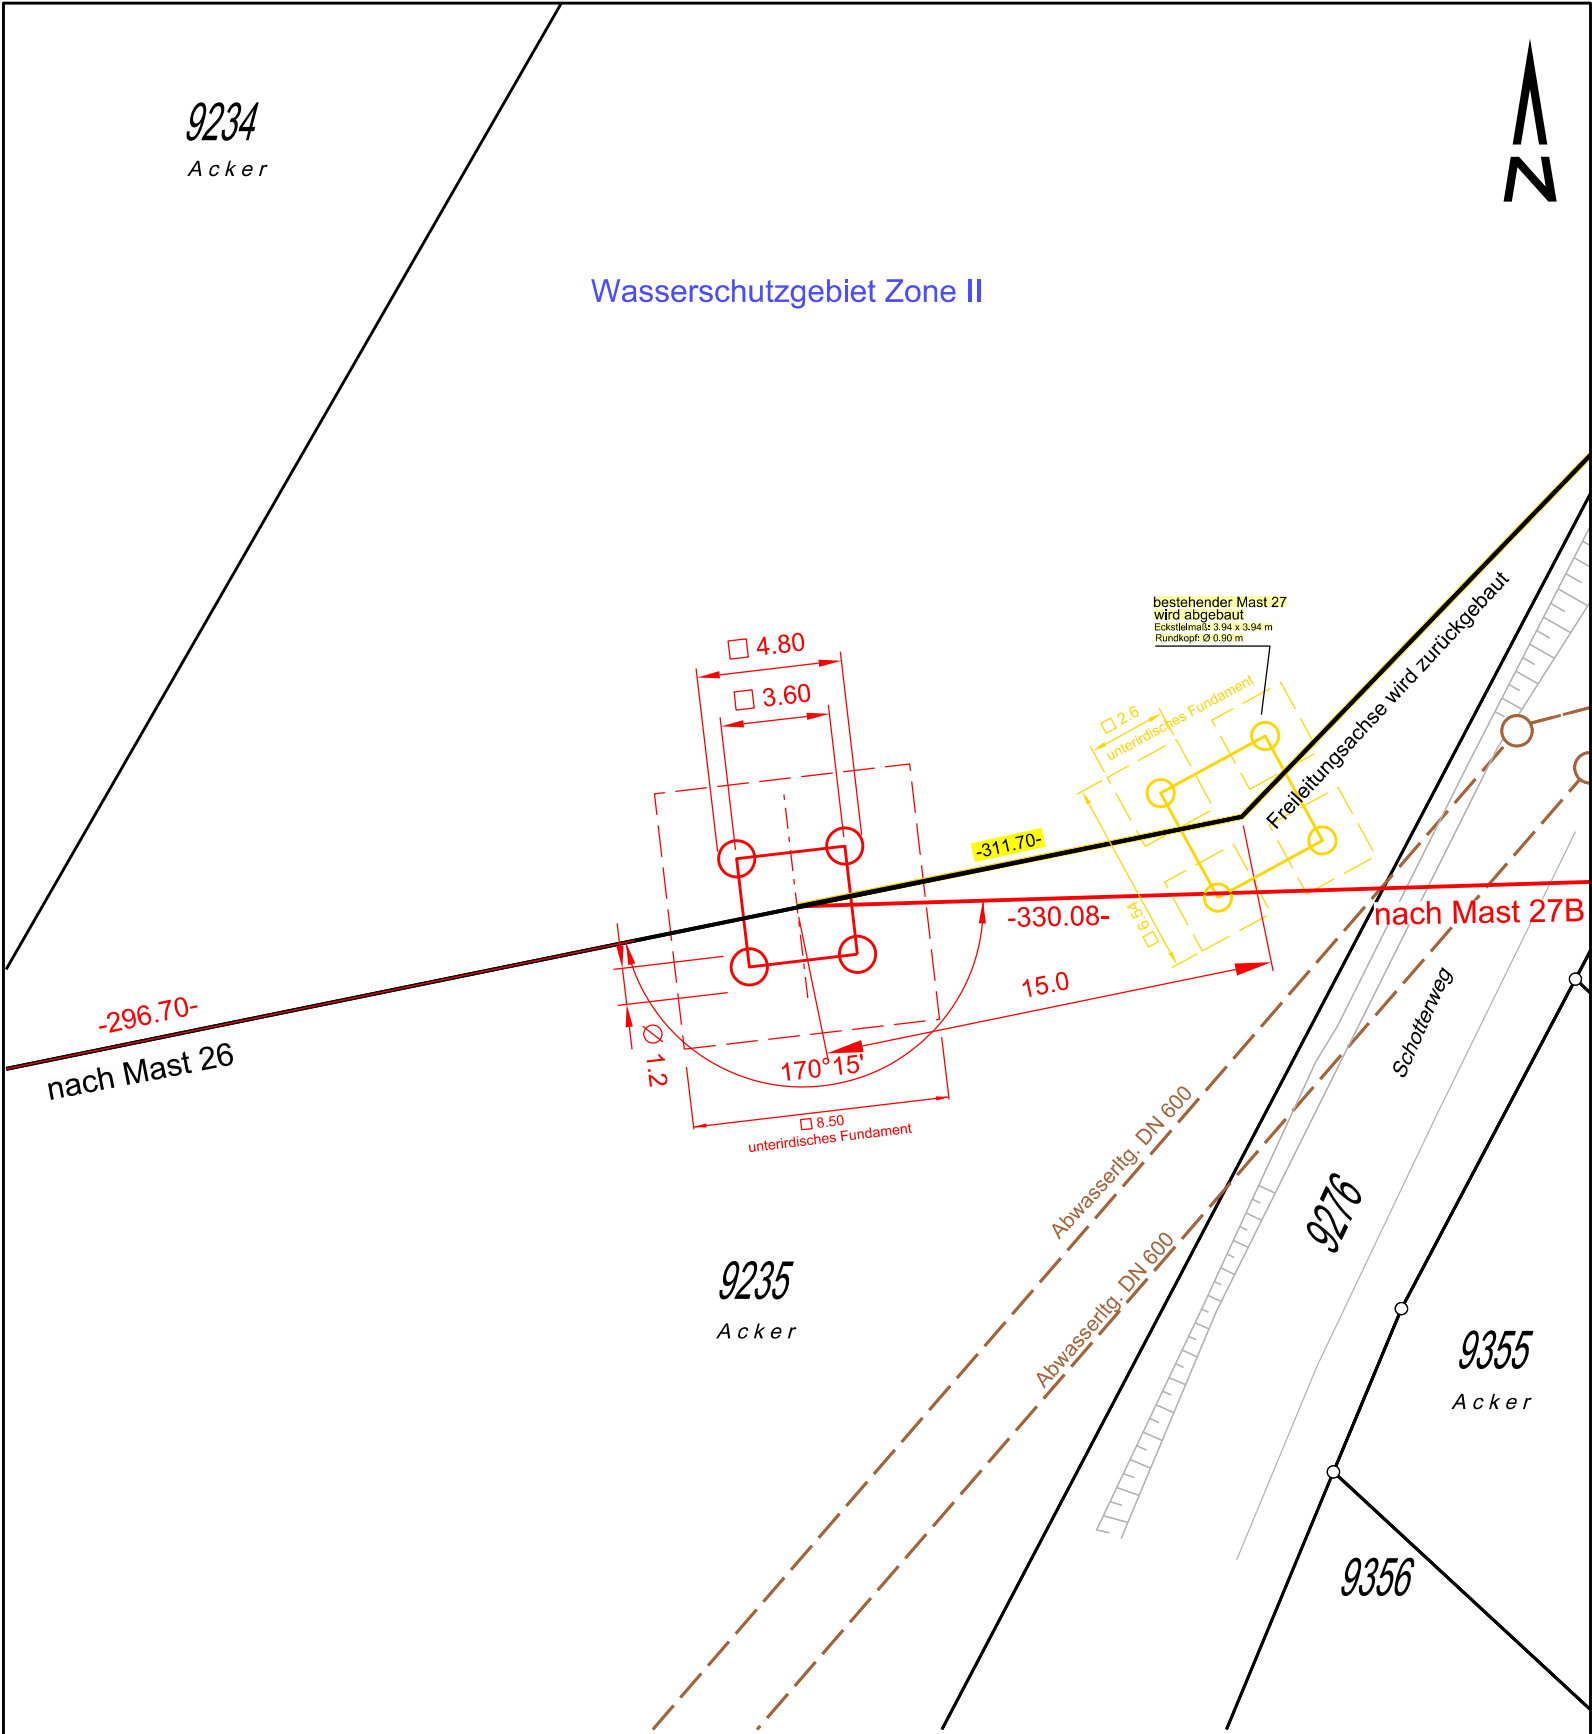 9234
Acker
N
Wasserschutzgebiet Zone II
bestehender Mast 27
wird abgebaut
Eckstielmaß: 3.94 x 3.94 m
Rundkopf: Ø 0.90 m
□ 4.80
□ 3.60
□ 2.6
unterirdisches Fundament
Freileitungsachse wird zurückgebaut
-311.70-
-330.08-
nach Mast 27B
□ 6.54
15.0
-296.70-
nach Mast 26
Ø 1.2
170°15'
□ 8.50
unterirdisches Fundament
Schotterweg
Abwasserltg. DN 600
Abwasserltg. DN 600
9276
9235
Acker
9355
Acker
9356